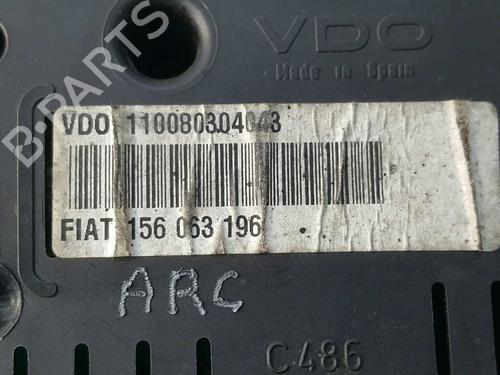 VDO
Made in Spain
B-PARTS
VDO 110080304043
FIAT 156 063 196
ARC
C486